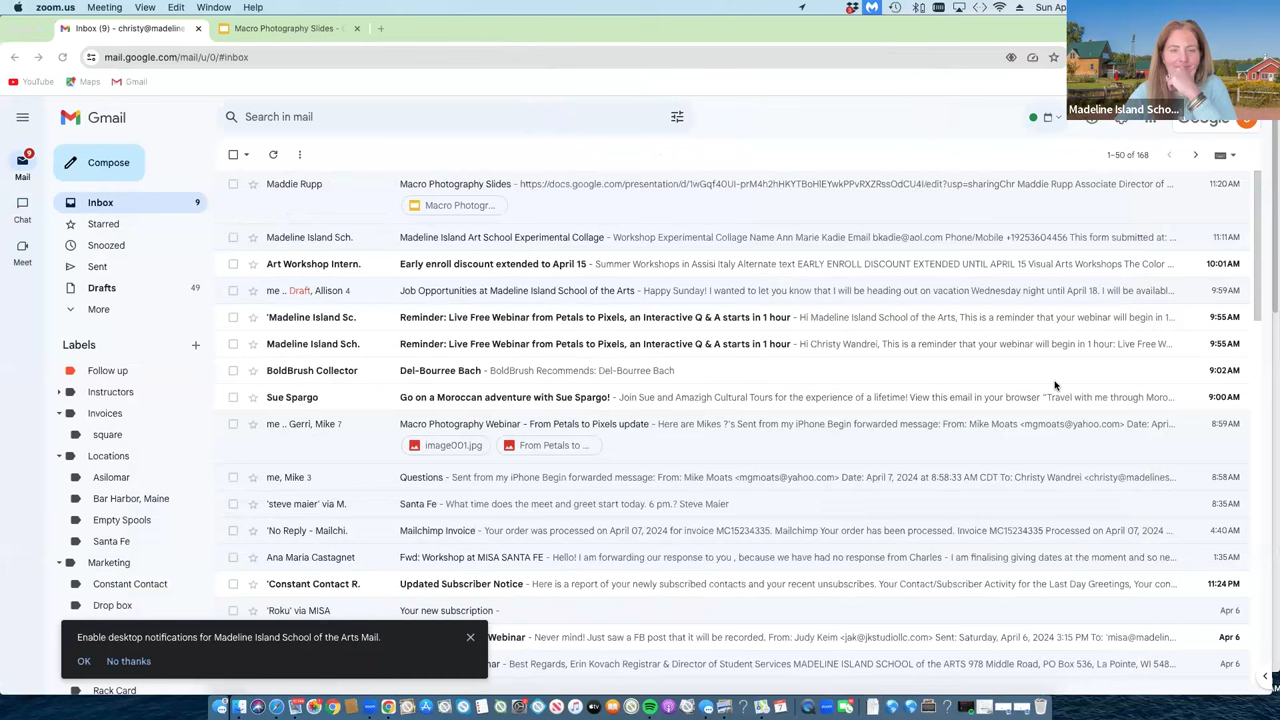 zoom.us Meeting View Edit Window Help Sun Ap
Inbox (9) - christy@madeline Macro Photography Slides -
mail.google.com/mail/u/0/#inbox
YouTube Maps Gmail
Madeline Island Scho...
Gmail Search in mail
9
Compose 1–50 of 168
Mail
Inbox 9
Maddie Rupp Macro Photography Slides - https://docs.google.com/presentation/d/1wGqf40UI-prM4h2hHKYTBoHlEYwkPPvRXZRssOdCU4I/edit?usp=sharingChr Maddie Rupp Associate Director of ... 11:20 AM
Macro Photogr...
Chat
Starred
Madeline Island Sch. Madeline Island Art School Experimental Collage - Workshop Experimental Collage Name Ann Marie Kadie Email bkadie@aol.com Phone/Mobile +19253604456 This form submitted at: ... 11:11 AM
Snoozed
Meet
Sent
Art Workshop Intern. Early enroll discount extended to April 15 - Summer Workshops in Assisi Italy Alternate text EARLY ENROLL DISCOUNT EXTENDED UNTIL APRIL 15 Visual Arts Workshops The Color ... 10:01 AM
Drafts 49
me .. Draft, Allison 4 Job Opportunities at Madeline Island School of the Arts - Happy Sunday! I wanted to let you know that I will be heading out on vacation Wednesday night until April 18. I will be availab... 9:59 AM
More
'Madeline Island Sc. Reminder: Live Free Webinar from Petals to Pixels, an Interactive Q & A starts in 1 hour - Hi Madeline Island School of the Arts, This is a reminder that your webinar will begin in 1... 9:55 AM
Labels
Madeline Island Sch. Reminder: Live Free Webinar from Petals to Pixels, an Interactive Q & A starts in 1 hour - Hi Christy Wandrei, This is a reminder that your webinar will begin in 1 hour: Live Free W... 9:55 AM
Follow up
BoldBrush Collector Del-Bourree Bach - BoldBrush Recommends: Del-Bourree Bach 9:02 AM
Instructors
Sue Spargo Go on a Moroccan adventure with Sue Spargo! - Join Sue and Amazigh Cultural Tours for the experience of a lifetime! View this email in your browser "Travel with me through Moro... 9:00 AM
Invoices
me .. Gerri, Mike 7 Macro Photography Webinar - From Petals to Pixels update - Here are Mikes ?'s Sent from my iPhone Begin forwarded message: From: Mike Moats <mgmoats@yahoo.com> Date: Apri... 8:59 AM
square
image001.jpg From Petals to ...
Locations
Asilomar
me, Mike 3 Questions - Sent from my iPhone Begin forwarded message: From: Mike Moats <mgmoats@yahoo.com> Date: April 7, 2024 at 8:58:33 AM CDT To: Christy Wandrei <christy@madelines... 8:58 AM
Bar Harbor, Maine
'steve maier' via M. Santa Fe - What time does the meet and greet start today. 6 p.m.? Steve Maier 8:35 AM
Empty Spools
'No Reply - Mailchi. Mailchimp Invoice - Your order was processed on April 07, 2024 for invoice MC15234335. Mailchimp Your order has been processed. Invoice MC15234335 Processed on April 07, 2024 ... 4:40 AM
Santa Fe
Ana Maria Castagnet Fwd: Workshop at MISA SANTA FE - Hello! I am forwarding our response to you , because we have had no response from Charles - I am finalising giving dates at the moment and so ne... 1:35 AM
Marketing
Constant Contact
'Constant Contact R. Updated Subscriber Notice - Here is a report of your newly subscribed contacts and your recent unsubscribes. Your Contact/Subscriber Activity for the Last Day Greetings, Your con... 11:24 PM
Drop box
'Roku' via MISA Your new subscription - Apr 6
Enable desktop notifications for Madeline Island School of the Arts Mail.
Webinar - Never mind! Just saw a FB post that it will be recorded. From: Judy Keim <jak@jkstudiollc.com> Sent: Saturday, April 6, 2024 3:15 PM To: 'misa@madelin... Apr 6
OK No thanks
nar - Best Regards, Erin Kovach Registrar & Director of Student Services MADELINE ISLAND SCHOOL of the ARTS 978 Middle Road, PO Box 536, La Pointe, WI 548... Apr 6
Rack Card